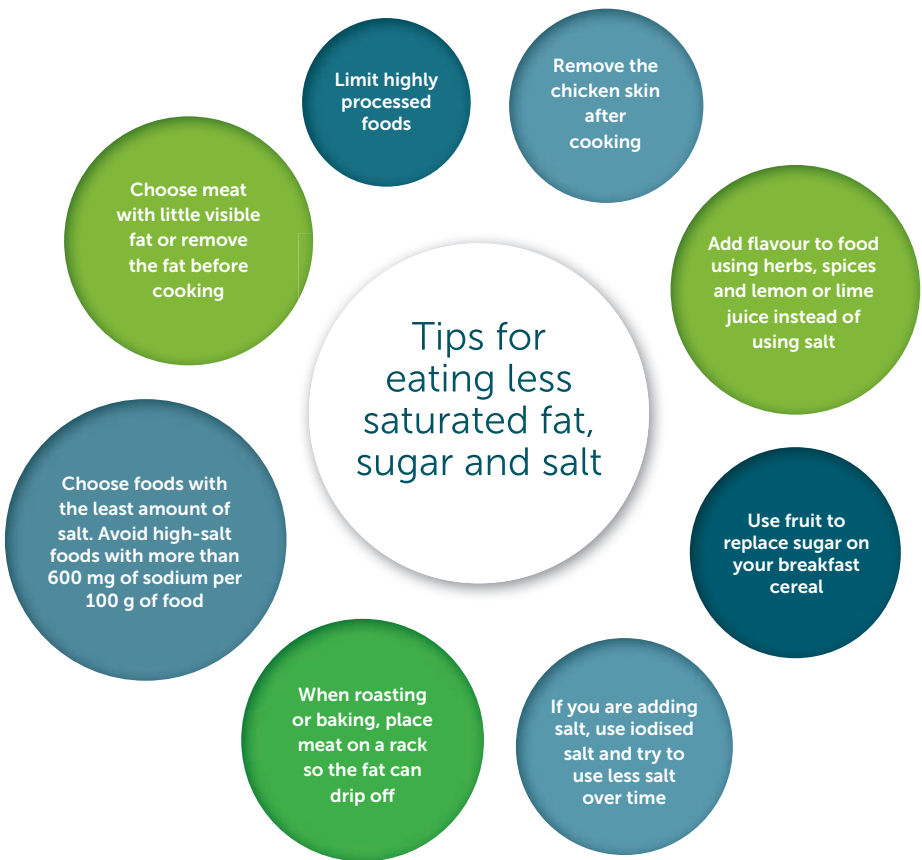 Limit highly
processed
foods
Remove the
chicken skin
after
cooking
Choose meat
with little visible
fat or remove
the fat before
cooking
Add flavour to food
using herbs, spices
and lemon or lime
juice instead of
using salt
Tips for
eating less
saturated fat,
sugar and salt
Choose foods with
the least amount of
salt. Avoid high-salt
foods with more than
600 mg of sodium per
100 g of food
Use fruit to
replace sugar on
your breakfast
cereal
When roasting
or baking, place
meat on a rack
so the fat can
drip off
If you are adding
salt, use iodised
salt and try to
use less salt
over time